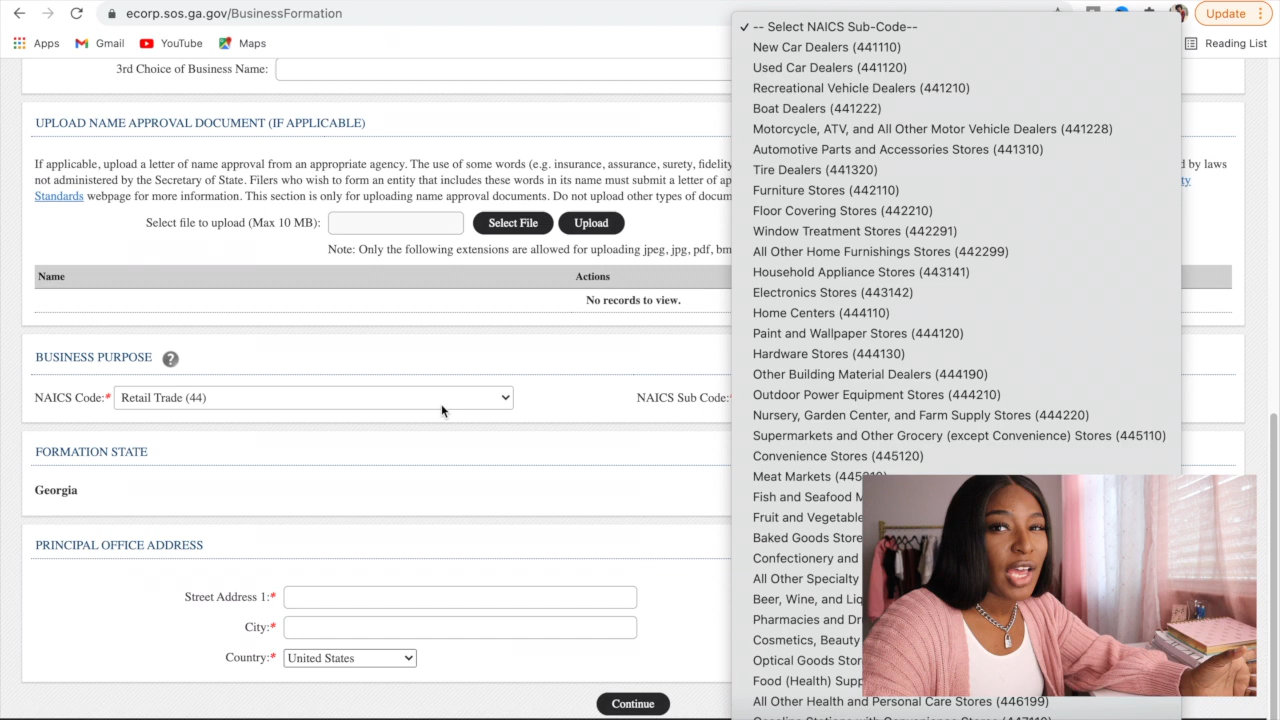 ecorp.sos.ga.gov/BusinessFormation
Update
Apps
Gmail
YouTube
Maps
Reading List
3rd Choice of Business Name:
UPLOAD NAME APPROVAL DOCUMENT (IF APPLICABLE)
If applicable, upload a letter of name approval from an appropriate agency. The use of some words (e.g. insurance, assurance, surety, fidelity
d by laws
not administered by the Secretary of State. Filers who wish to form an entity that includes these words in its name must submit a letter of
Standards webpage for more information. This section is only for uploading name approval documents. Do not upload other types of
Select file to upload (Max 10 MB):
Select File
Upload
Note: Only the following extensions are allowed for uploading jpeg, jpg, pdf,
Name
Actions
No records to view.
BUSINESS PURPOSE ?
NAICS Code:*
Retail Trade (44)
NAICS Sub Code:*
FORMATION STATE
Georgia
PRINCIPAL OFFICE ADDRESS
Street Address 1:*
City:*
Country:*
United States
Continue
✓ -- Select NAICS Sub-Code--
New Car Dealers (441110)
Used Car Dealers (441120)
Recreational Vehicle Dealers (441210)
Boat Dealers (441222)
Motorcycle, ATV, and All Other Motor Vehicle Dealers (441228)
Automotive Parts and Accessories Stores (441310)
Tire Dealers (441320)
Furniture Stores (442110)
Floor Covering Stores (442210)
Window Treatment Stores (442291)
All Other Home Furnishings Stores (442299)
Household Appliance Stores (443141)
Electronics Stores (443142)
Home Centers (444110)
Paint and Wallpaper Stores (444120)
Hardware Stores (444130)
Other Building Material Dealers (444190)
Outdoor Power Equipment Stores (444210)
Nursery, Garden Center, and Farm Supply Stores (444220)
Supermarkets and Other Grocery (except Convenience) Stores (445110)
Convenience Stores (445120)
Meat Markets
Fish and Seafood
Fruit and Vegetable
Baked Goods
Confectionery and
All Other Specialty
Beer, Wine, and
Pharmacies and
Cosmetics, Beauty
Optical Goods
Food (Health)
All Other Health and Personal Care Stores (446199)